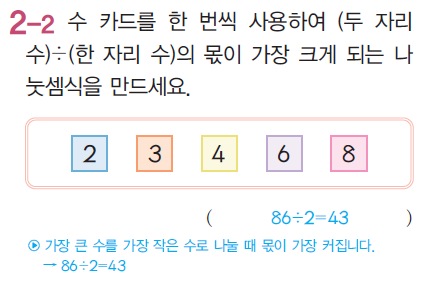 2-2 수 카드를 한 번씩 사용하여 (두 자리
수)÷(한 자리 수)의 몫이 가장 크게 되는 나
눗셈식을 만드세요.
2 3 4 6 8
( 86÷2=43 )
가장 큰 수를 가장 작은 수로 나눌 때 몫이 가장 커집니다.
→ 86÷2=43